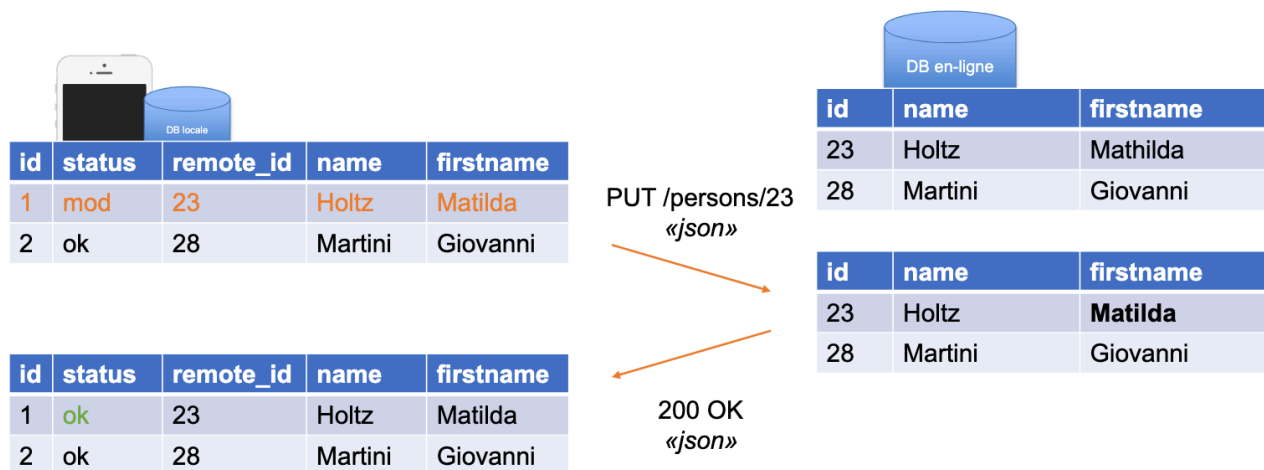 DB locale
id status remote_id name firstname
1 mod 23 Holtz Matilda
2 ok 28 Martini Giovanni
PUT /persons/23
«json»
DB en-ligne
id name firstname
23 Holtz Mathilda
28 Martini Giovanni
id name firstname
23 Holtz Matilda
28 Martini Giovanni
200 OK
«json»
id status remote_id name firstname
1 ok 23 Holtz Matilda
2 ok 28 Martini Giovanni